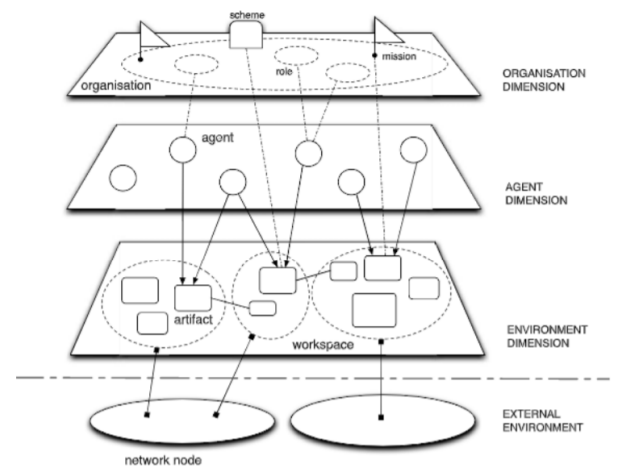 scheme
mission
role
organisation
ORGANISATION
DIMENSION
agent
AGENT
DIMENSION
artifact
workspace
ENVIRONMENT
DIMENSION
EXTERNAL
ENVIRONMENT
network node